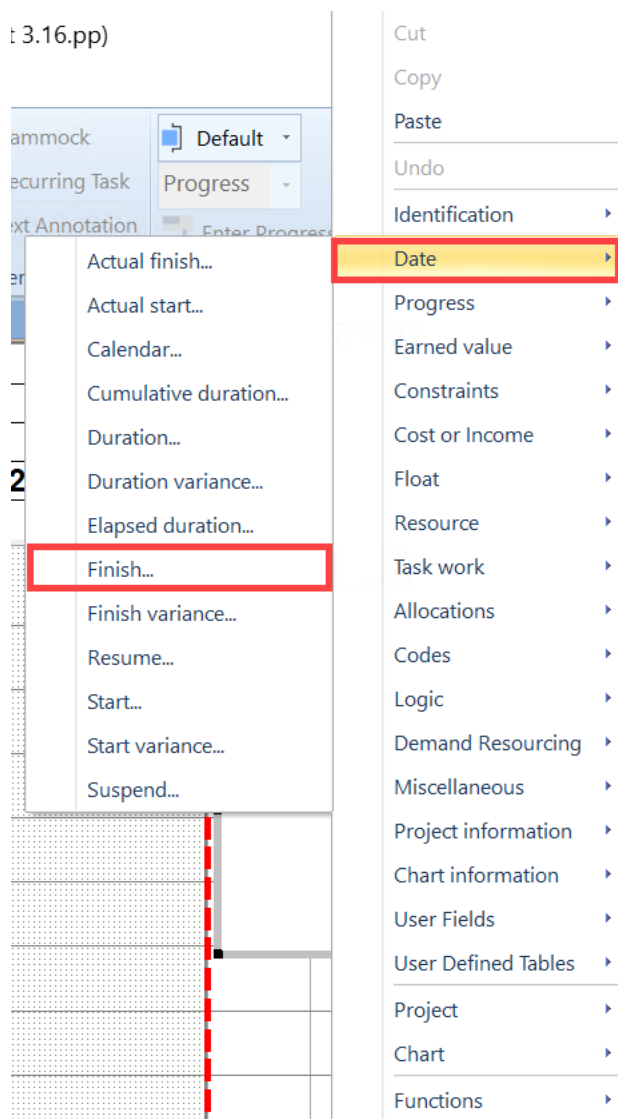 t 3.16.pp)
ammock
Default
ecurring Task
Progress
xt Annotation
Enter Progress
er
2
Actual finish...
Actual start...
Calendar...
Cumulative duration...
Duration...
Duration variance...
Elapsed duration...
Finish...
Finish variance...
Resume...
Start...
Start variance...
Suspend...
Cut
Copy
Paste
Undo
Identification
Date
Progress
Earned value
Constraints
Cost or Income
Float
Resource
Task work
Allocations
Codes
Logic
Demand Resourcing
Miscellaneous
Project information
Chart information
User Fields
User Defined Tables
Project
Chart
Functions